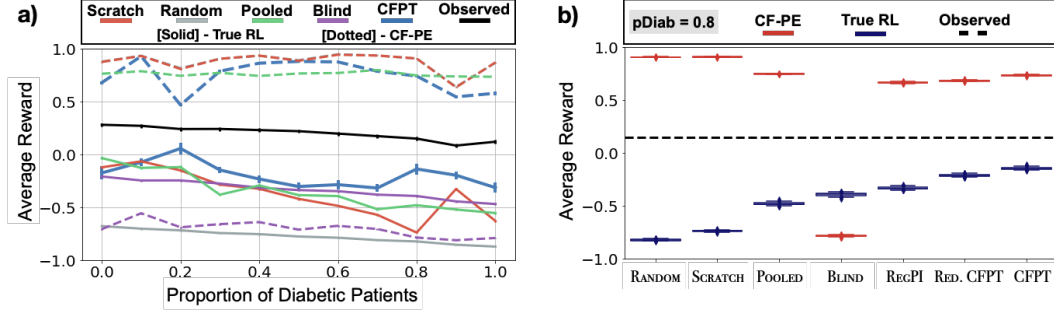 a)
Scratch Random Pooled Blind CFPT Observed
[Solid] - True RL [Dotted] - CF-PE
Average Reward
1.0
0.5
0.0
−0.5
−1.0
0.0 0.2 0.4 0.6 0.8 1.0
Proportion of Diabetic Patients
b)
pDiab = 0.8 CF-PE True RL Observed
Average Reward
1.0
0.5
0.0
−0.5
−1.0
RANDOM SCRATCH POOLED BLIND REGPI RED. CFPT CFPT